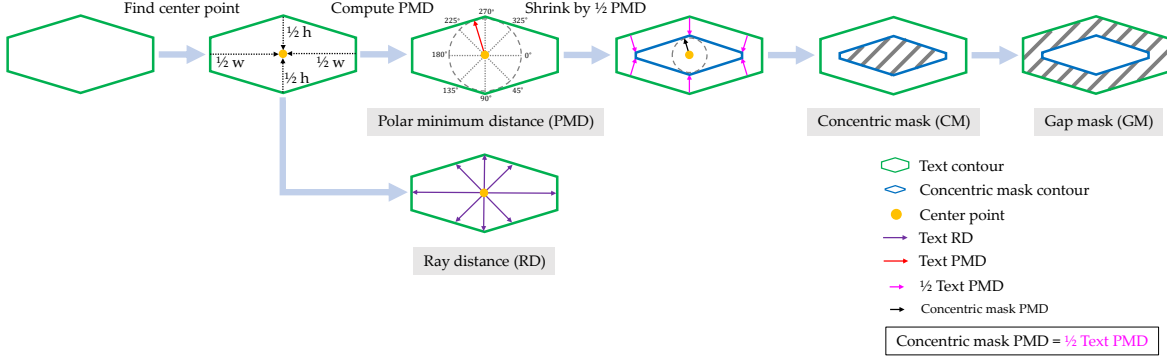 Find center point
Compute PMD
Shrink by ½ PMD
½ h
½ w
½ w
½ h
225°
270°
325°
180°
0°
135°
90°
45°
Polar minimum distance (PMD)
Concentric mask (CM)
Gap mask (GM)
Ray distance (RD)
Text contour
Concentric mask contour
Center point
Text RD
Text PMD
½ Text PMD
Concentric mask PMD
Concentric mask PMD = ½ Text PMD